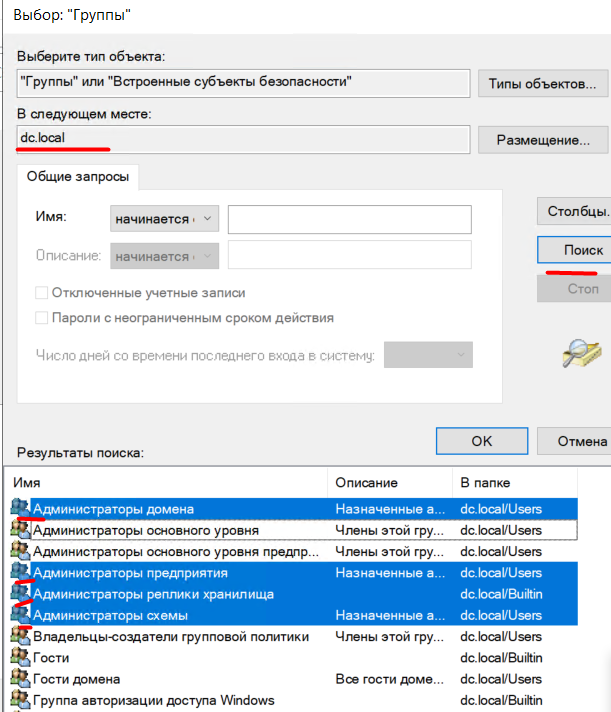 Выбор: "Группы"
Выберите тип объекта:
"Группы" или "Встроенные субъекты безопасности"
Типы объектов...
В следующем месте:
dc.local
Размещение...
Общие запросы
Имя:
начинается
Описание:
начинается
Отключенные учетные записи
Пароли с неограниченным сроком действия
Число дней со времени последнего входа в систему:
Столбцы.
Поиск
Стоп
OK
Отмена
Результаты поиска:
Имя Описание В папке
Администраторы домена Назначенные а... dc.local/Users
Администраторы основного уровня Члены этой гру... dc.local/Users
Администраторы основного уровня предпр... Члены этой гру... dc.local/Users
Администраторы предприятия Назначенные а... dc.local/Users
Администраторы реплики хранилища dc.local/Builtin
Администраторы схемы Назначенные а... dc.local/Users
Владельцы-создатели групповой политики Члены этой гру... dc.local/Users
Гости dc.local/Builtin
Гости домена Все гости доме... dc.local/Users
Группа авторизации доступа Windows dc.local/Builtin